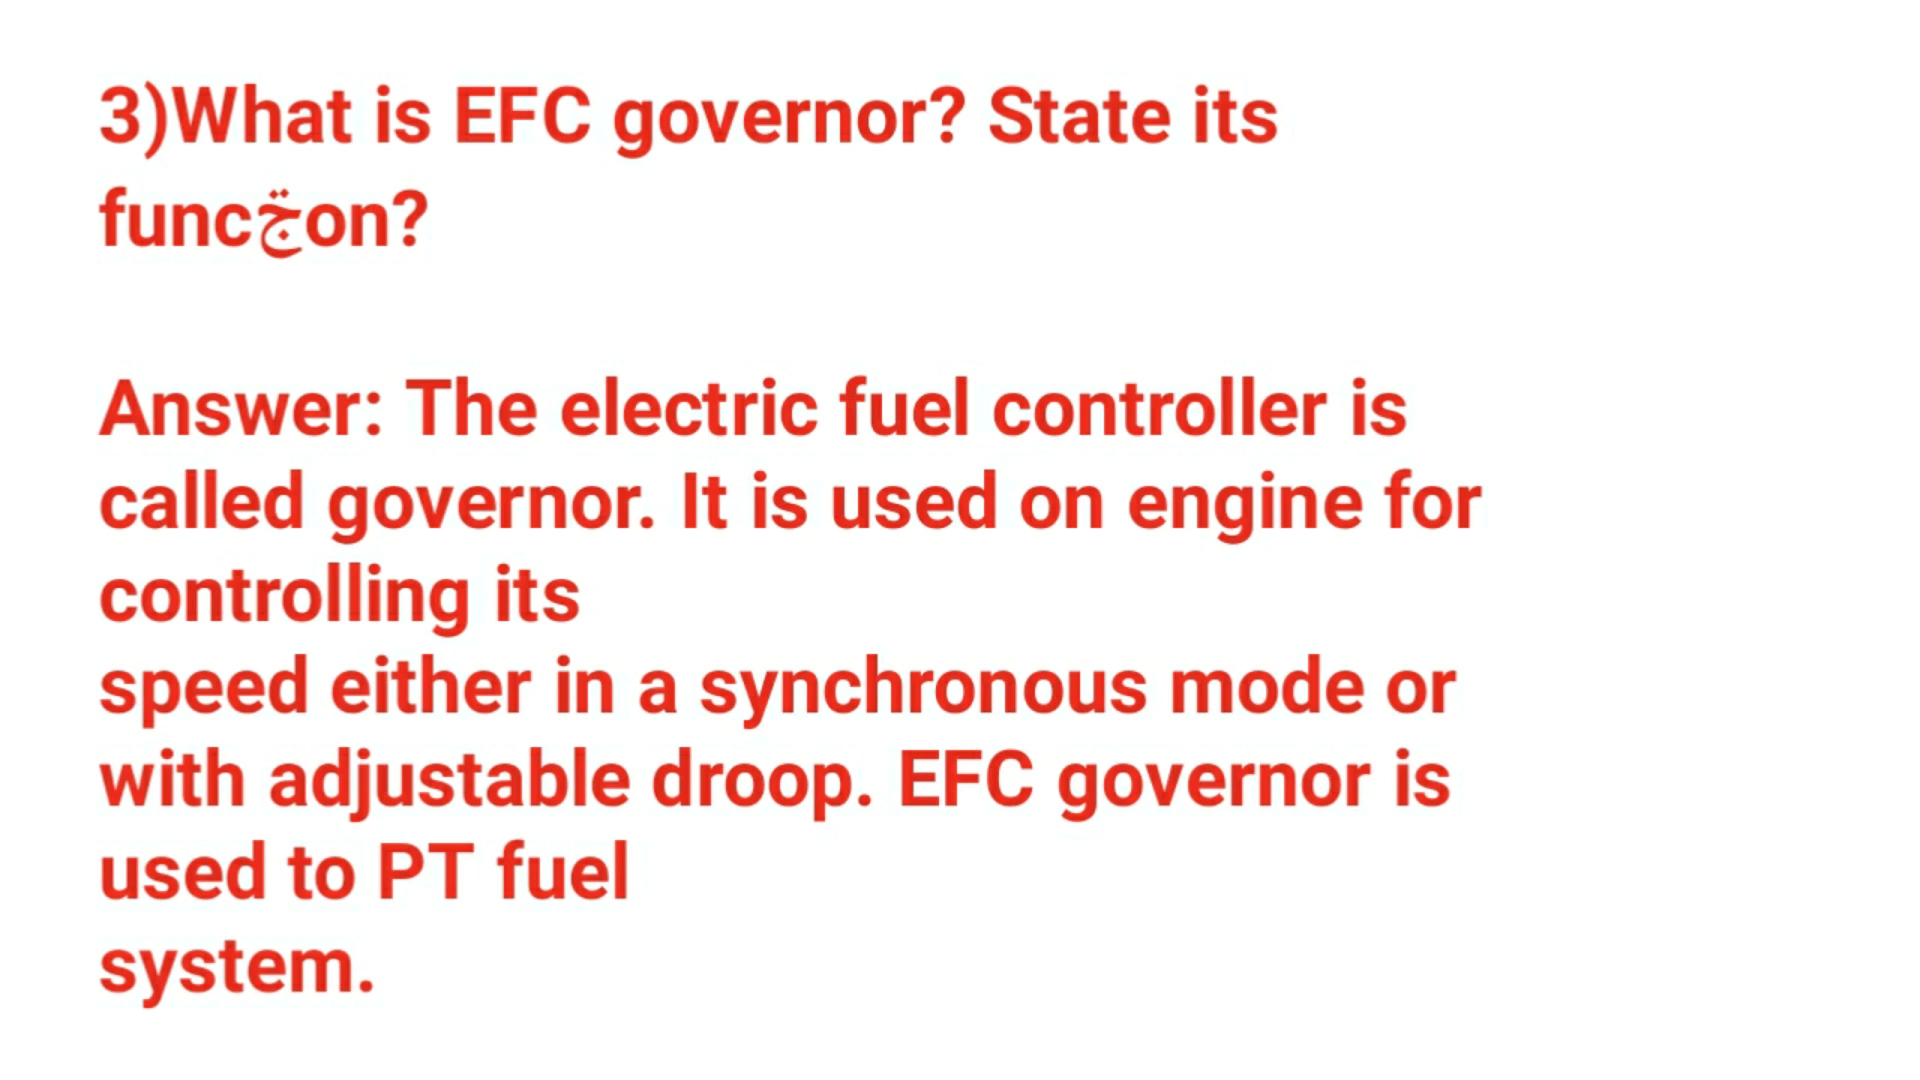 3)What is EFC governor? State its
funcڗon?
Answer: The electric fuel controller is
called governor. It is used on engine for
controlling its
speed either in a synchronous mode or
with adjustable droop. EFC governor is
used to PT fuel
system.